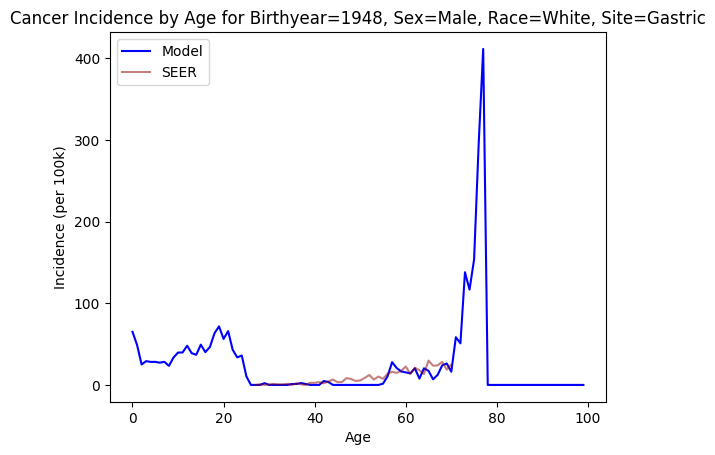 Cancer Incidence by Age for Birthyear=1948, Sex=Male, Race=White, Site=Gastric
Model
SEER
Incidence (per 100k)
400
300
200
100
0
0 20 40 60 80 100
Age